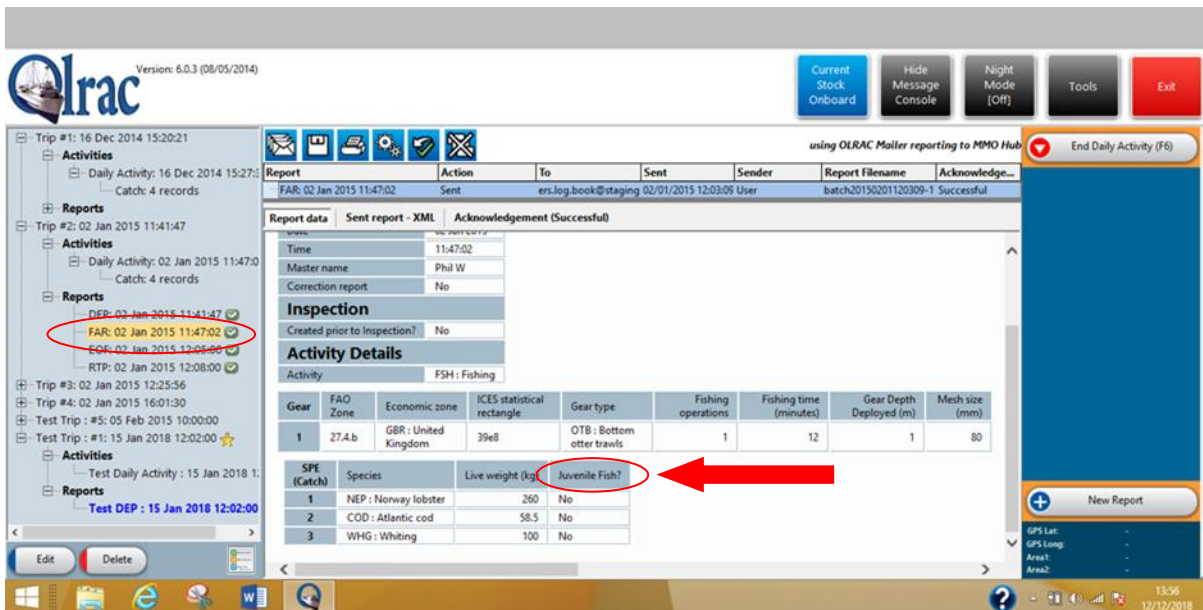 Olrac
Version: 6.0.3 (08/05/2014)
Current Stock Onboard
Hide Message Console
Night Mode [Off]
Tools
Exit
Trip #1: 16 Dec 2014 15:20:21
Activities
Daily Activity: 16 Dec 2014 15:27:
Catch: 4 records
Reports
Trip #2: 02 Jan 2015 11:41:47
Activities
Daily Activity: 02 Jan 2015 11:47:0
Catch: 4 records
Reports
DEP: 02 Jan 2015 11:41:47
FAR: 02 Jan 2015 11:47:02
EOF: 02 Jan 2015 12:05:00
RTP: 02 Jan 2015 12:08:00
Trip #3: 02 Jan 2015 12:25:56
Trip #4: 02 Jan 2015 16:01:30
Test Trip : #5: 05 Feb 2015 10:00:00
Test Trip : #1: 15 Jan 2018 12:02:00
Activities
Test Daily Activity : 15 Jan 2018 1
Reports
Test DEP : 15 Jan 2018 12:02:00
Edit
Delete
using OLRAC Mailer reporting to MMO Hub
Report Action To Sent Sender Report Filename Acknowledge...
FAR: 02 Jan 2015 11:47:02 Sent ers.log.book@staging 02/01/2015 12:03:09 User batch20150201120309-1 Successful
Report data Sent report - XML Acknowledgement (Successful)
Time 11:47:02
Master name Phil W
Correction report No
Inspection
Created prior to Inspection? No
Activity Details
Activity FSH : Fishing
Gear FAO Zone Economic zone ICES statistical rectangle Gear type Fishing operations Fishing time (minutes) Gear Depth Deployed (m) Mesh size (mm)
1 27.4.b GBR : United Kingdom 39e8 OTB : Bottom otter trawls 1 12 1 80
SPE (Catch) Species Live weight (kg) Juvenile Fish?
1 NEP : Norway lobster 260 No
2 COD : Atlantic cod 58.5 No
3 WHG : Whiting 100 No
End Daily Activity (F6)
New Report
GPS Lat: -
GPS Long: -
Area1: -
Area2: -
13:56
12/12/2018